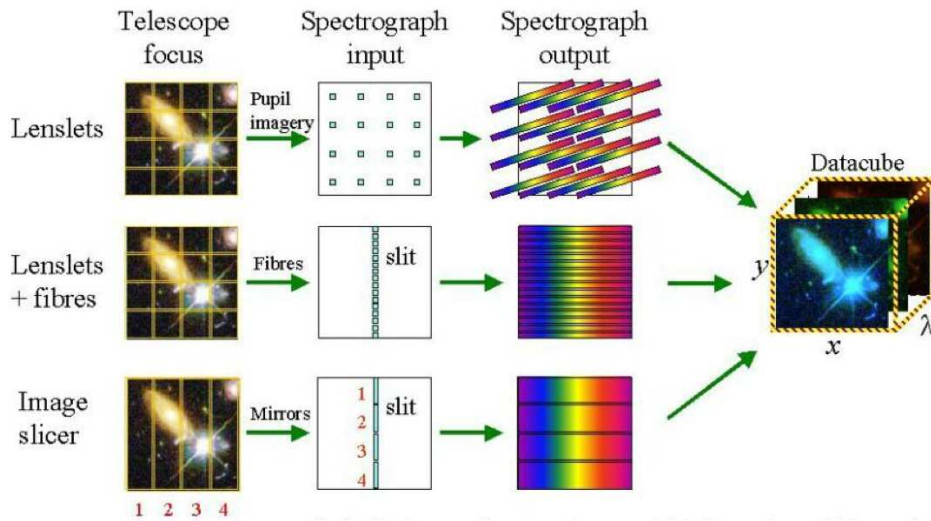 Telescope
focus
Spectrograph
input
Spectrograph
output
Lenslets
Pupil
imagery
Datacube
Lenslets
+ fibres
Fibres
slit
y
x
λ
Image
slicer
Mirrors
1
2
3
4
slit
1 2 3 4